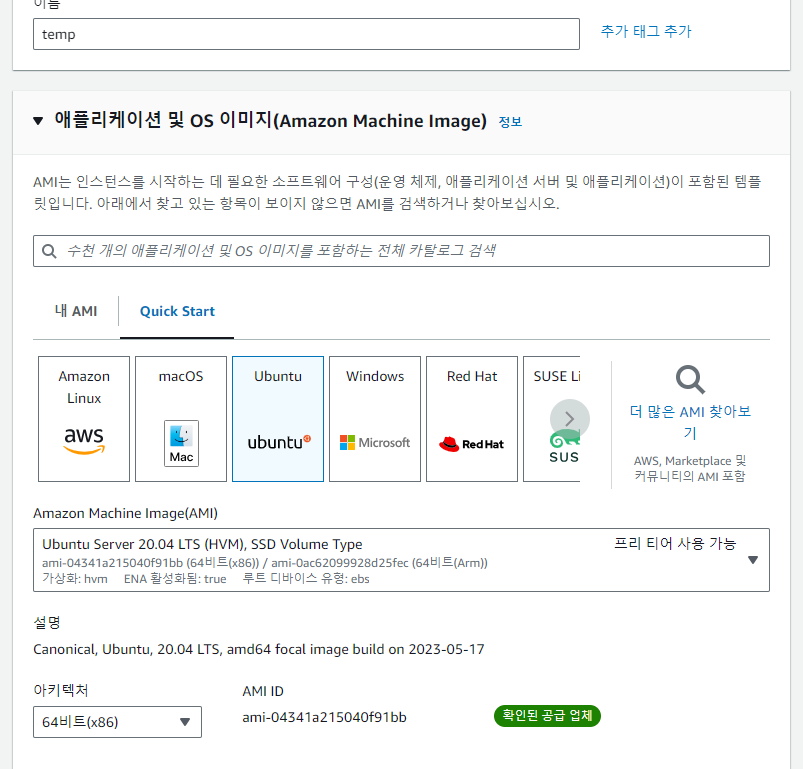 이름
temp
추가 태그 추가
▼ 애플리케이션 및 OS 이미지(Amazon Machine Image) 정보
AMI는 인스턴스를 시작하는 데 필요한 소프트웨어 구성(운영 체제, 애플리케이션 서버 및 애플리케이션)이 포함된 템플
릿입니다. 아래에서 찾고 있는 항목이 보이지 않으면 AMI를 검색하거나 찾아보십시오.
수천 개의 애플리케이션 및 OS 이미지를 포함하는 전체 카탈로그 검색
내 AMI
Quick Start
Amazon
Linux
aws
macOS
Mac
Ubuntu
ubuntu
Windows
Microsoft
Red Hat
Red Hat
SUSE Li
SUS
더 많은 AMI 찾아보
기
AWS, Marketplace 및
커뮤니티의 AMI 포함
Amazon Machine Image(AMI)
Ubuntu Server 20.04 LTS (HVM), SSD Volume Type
프리 티어 사용 가능
ami-04341a215040f91bb (64비트(x86)) / ami-0ac62099928d25fec (64비트(Arm))
가상화: hvm ENA 활성화됨: true 루트 디바이스 유형: ebs
설명
Canonical, Ubuntu, 20.04 LTS, amd64 focal image build on 2023-05-17
아키텍처
64비트(x86)
AMI ID
ami-04341a215040f91bb
확인된 공급 업체